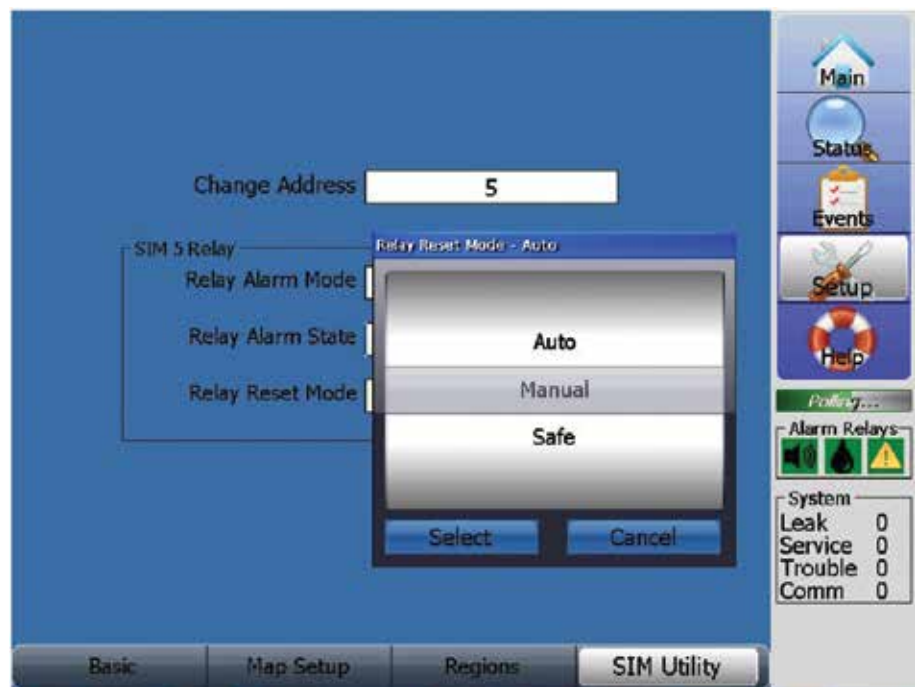 Change Address 5
SIM 5 Relay
Relay Alarm Mode
Relay Alarm State
Relay Reset Mode
Relay Reset Mode - Auto
Auto
Manual
Safe
Select Cancel
Basic Map Setup Regions SIM Utility
Main
Status
Events
Setup
Help
Polling...
Alarm Relays
System
Leak 0
Service 0
Trouble 0
Comm 0